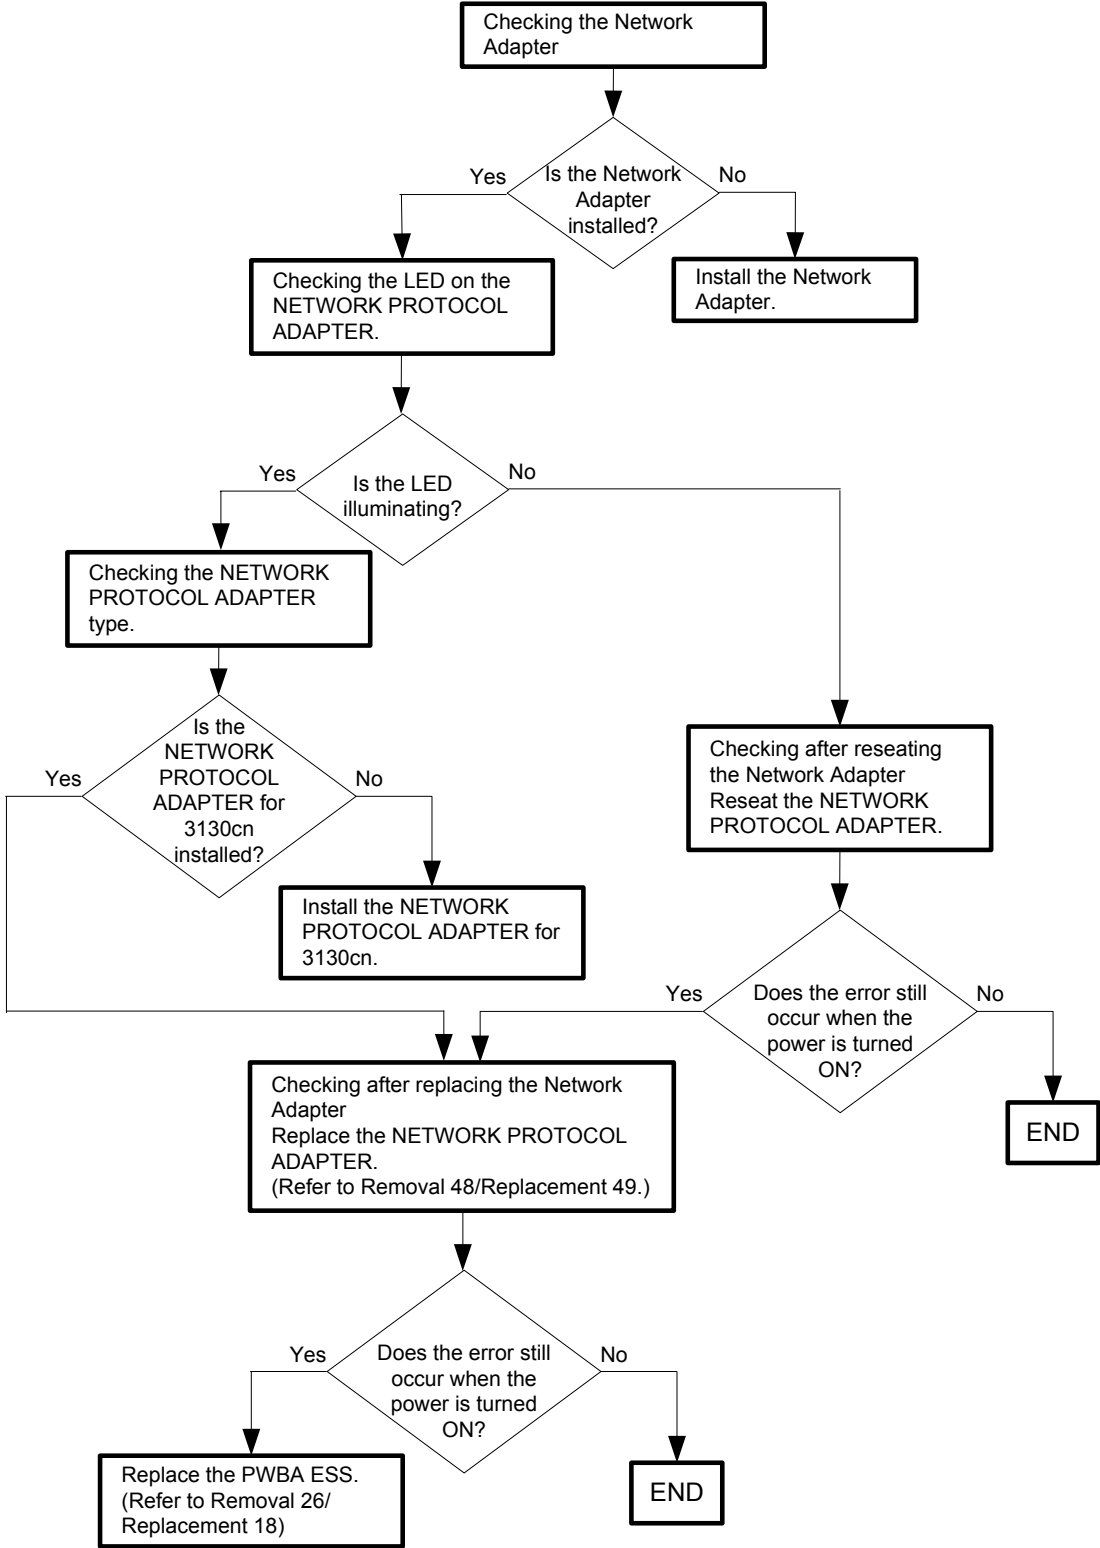 Checking the Network
Adapter
Yes
Is the Network
Adapter
installed?
No
Checking the LED on the
NETWORK PROTOCOL
ADAPTER.
Install the Network
Adapter.
Yes
Is the LED
illuminating?
No
Checking the NETWORK
PROTOCOL ADAPTER
type.
Yes
Is the
NETWORK
PROTOCOL
ADAPTER for
3130cn
installed?
No
Checking after reseating
the Network Adapter
Reseat the NETWORK
PROTOCOL ADAPTER.
Install the NETWORK
PROTOCOL ADAPTER for
3130cn.
Yes
Does the error still
occur when the
power is turned
ON?
No
Checking after replacing the Network
Adapter
Replace the NETWORK PROTOCOL
ADAPTER.
(Refer to Removal 48/Replacement 49.)
END
Yes
Does the error still
occur when the
power is turned
ON?
No
Replace the PWBA ESS.
(Refer to Removal 26/
Replacement 18)
END